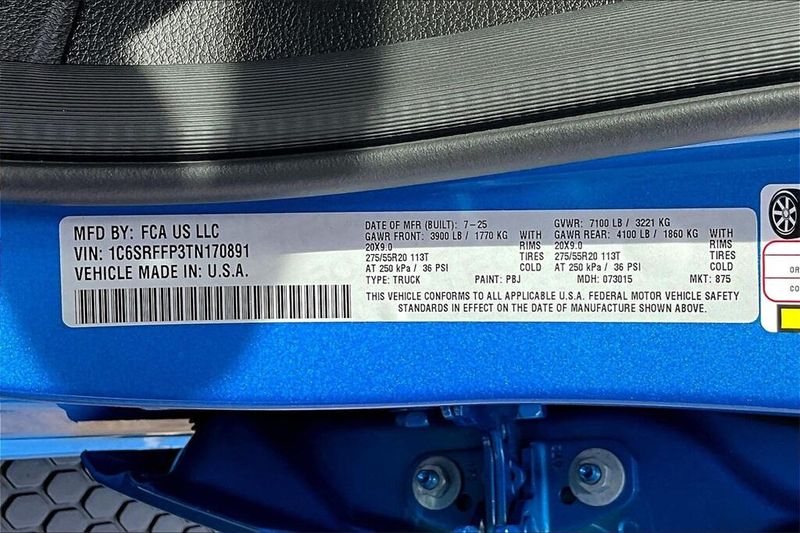 MFD BY: FCA US LLC
VIN: 1C6SRFFP3TN170891
VEHICLE MADE IN: U.S.A.
DATE OF MFR (BUILT): 7-25
GAWR FRONT: 3900 LB / 1770 KG WITH
20X9.0 RIMS
275/55R20 113T TIRES
AT 250 kPa / 36 PSI COLD
TYPE: TRUCK PAINT: PBJ
GVWR: 7100 LB / 3221 KG
GAWR REAR: 4100 LB / 1860 KG WITH
20X9.0 RIMS
275/55R20 113T TIRES
AT 250 kPa / 36 PSI COLD
MDH: 073015 MKT: 875
THIS VEHICLE CONFORMS TO ALL APPLICABLE U.S.A. FEDERAL MOTOR VEHICLE SAFETY
STANDARDS IN EFFECT ON THE DATE OF MANUFACTURE SHOWN ABOVE.
OR
CO